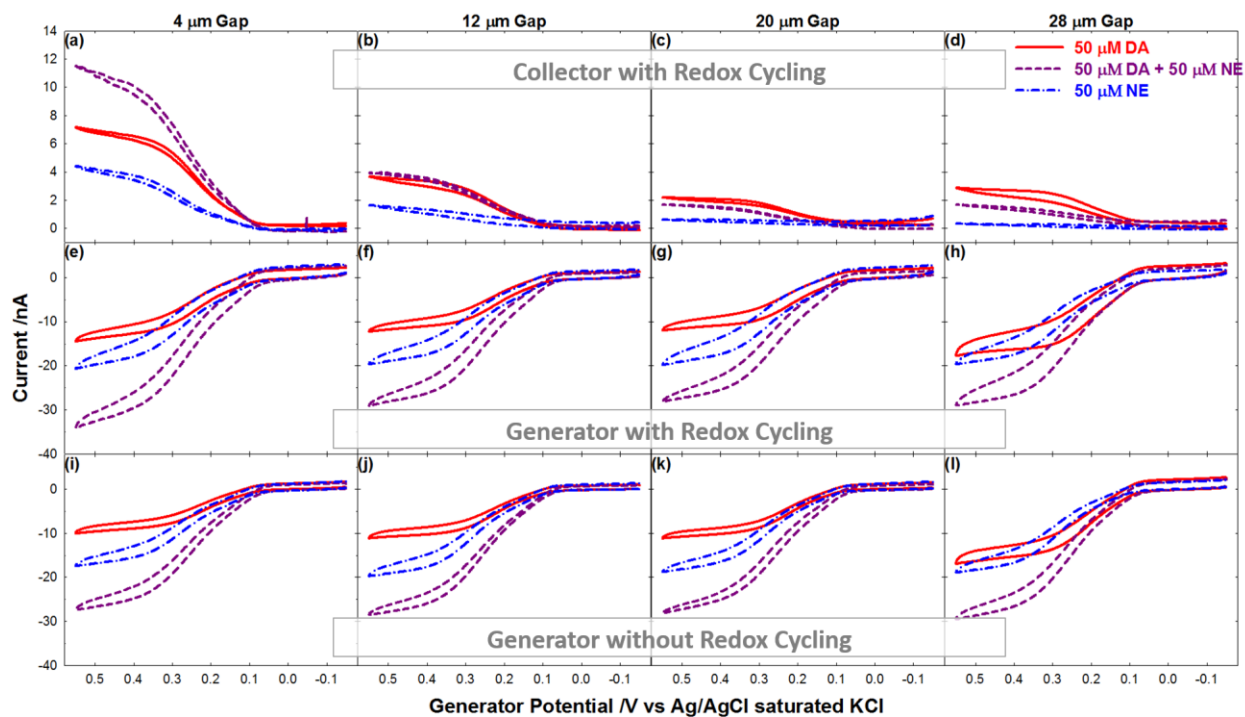 4 μm Gap
12 μm Gap
20 μm Gap
28 μm Gap
(a)
(b)
(c)
(d)
Collector with Redox Cycling
50 μM DA
50 μM DA + 50 μM NE
50 μM NE
14
12
10
8
6
4
2
0
(e)
(f)
(g)
(h)
0
-10
-20
-30
-40
Generator with Redox Cycling
Current /nA
(i)
(j)
(k)
(l)
0
-10
-20
-30
-40
Generator without Redox Cycling
0.5 0.4 0.3 0.2 0.1 0.0 -0.1
0.5 0.4 0.3 0.2 0.1 0.0 -0.1
0.5 0.4 0.3 0.2 0.1 0.0 -0.1
0.5 0.4 0.3 0.2 0.1 0.0 -0.1
Generator Potential /V vs Ag/AgCl saturated KCl